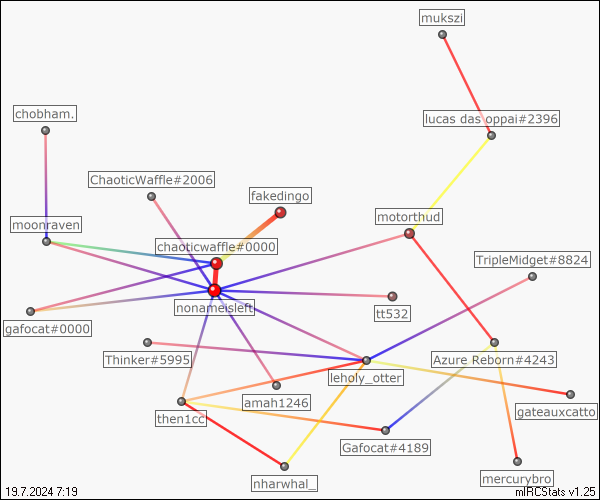 mukszi
lucas das oppai#2396
chobham.
ChaoticWaffle#2006
fakedingo
moonraven
motorthud
chaoticwaffle#0000
TripleMidget#8824
nonameisleft
tt532
gafocat#0000
Thinker#5995
Azure Reborn#4243
leholy_otter
amah1246
gateauxcatto
then1cc
Gafocat#4189
mercurybro
nharwhal_
19.7.2024 7:19
mIRCStats v1.25